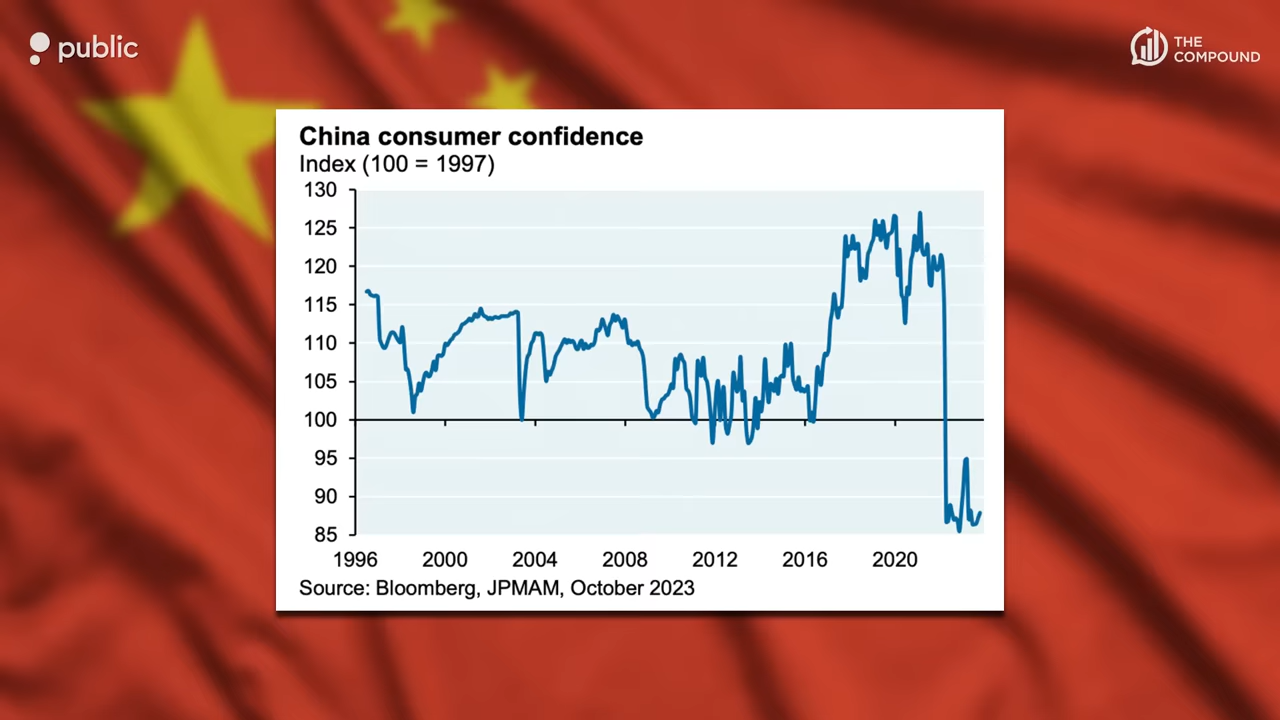 public
THE
COMPOUND
China consumer confidence
Index (100 = 1997)
130
125
120
115
110
105
100
95
90
85
1996 2000 2004 2008 2012 2016 2020
Source: Bloomberg, JPMAM, October 2023